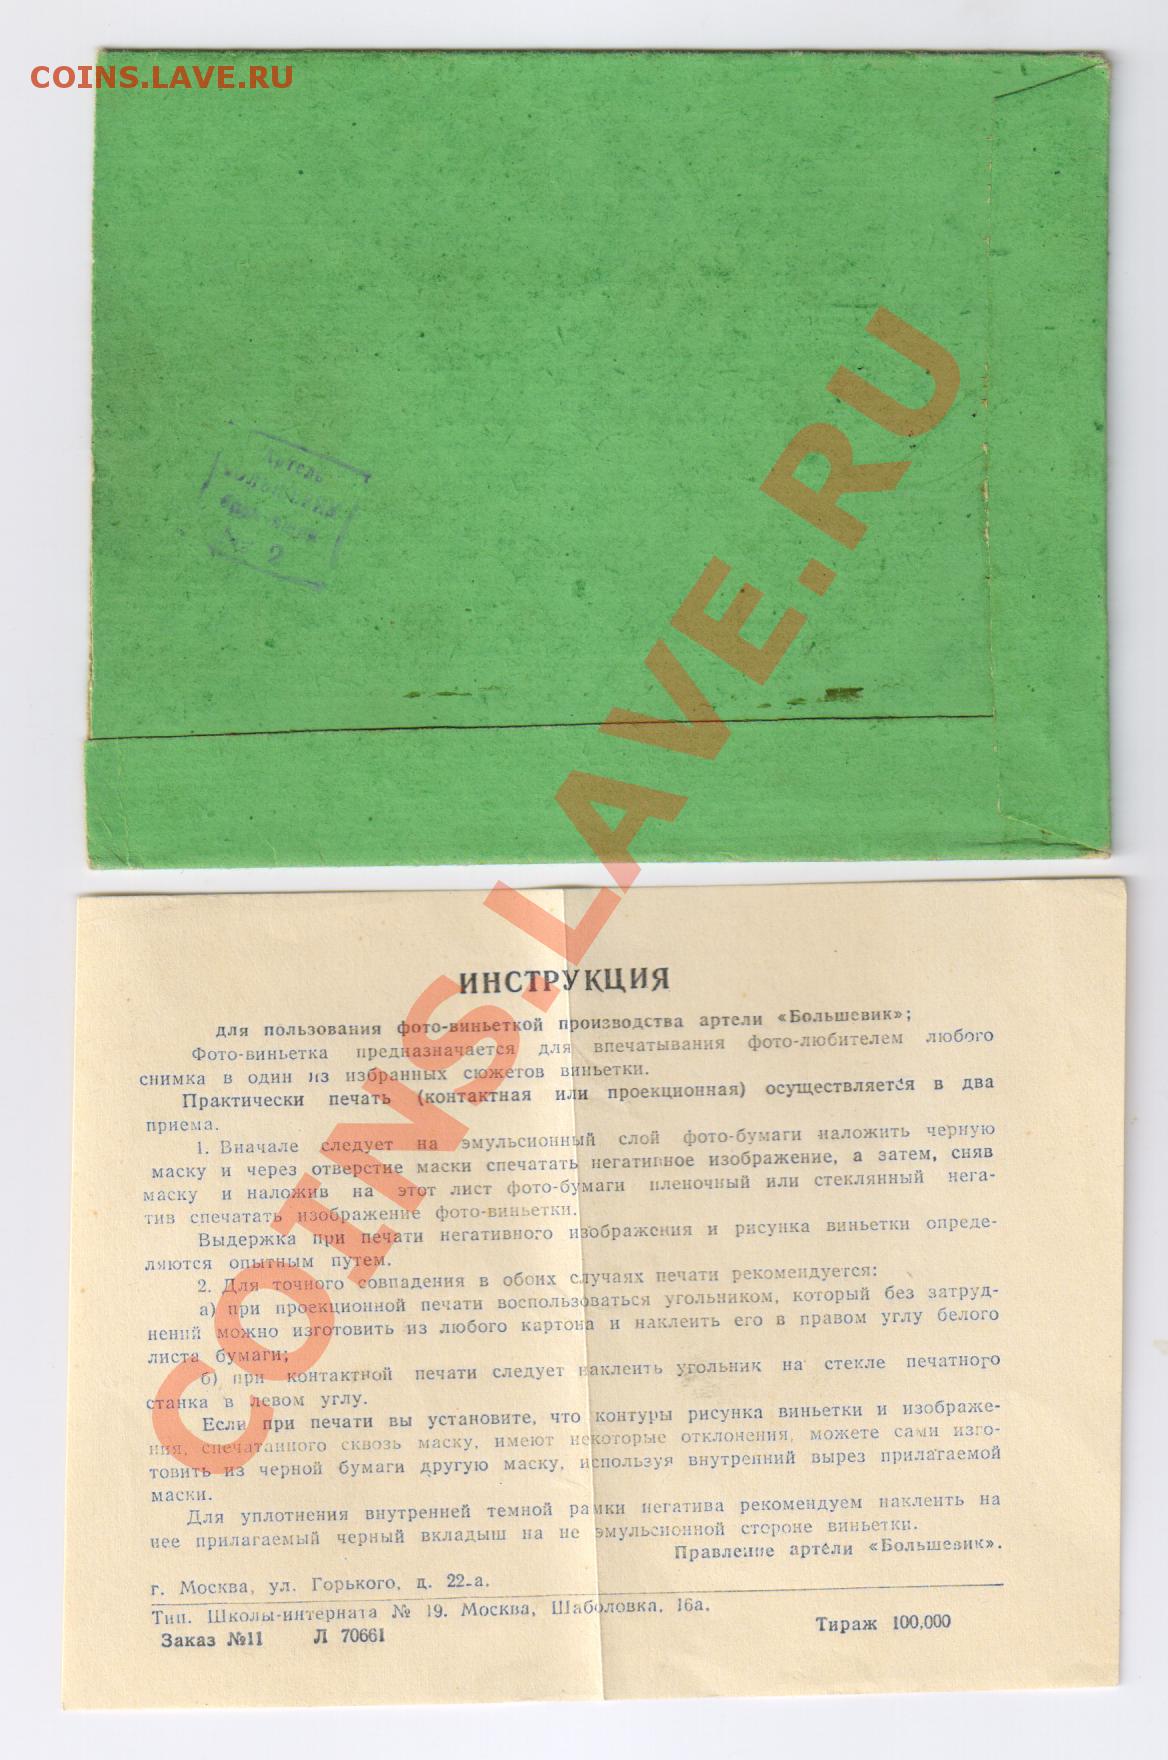 COINS.LAVE.RU
Артель
№ 2
COINS.LAVE.RU
ИНСТРУКЦИЯ
для пользования фото-виньеткой производства артели «Большевик»;
Фото-виньетка предназначается для впечатывания фото-любителем любого
снимка в один из избранных сюжетов виньетки.
Практически печать (контактная или проекционная) осуществляется в два
приема.
1. Вначале следует на эмульсионный слой фото-бумаги наложить черную
маску и через отверстие маски спечатать негативное изображение, а затем, сняв
маску и наложив на этот лист фото-бумаги пленочный или стеклянный нега-
тив спечатать изображение фото-виньетки.
Выдержка при печати негативного изображения и рисунка виньетки опреде-
ляются опытным путем.
2. Для точного совпадения в обоих случаях печати рекомендуется:
а) при проекционной печати воспользоваться угольником, который без затруд-
нений можно изготовить из любого картона и наклеить его в правом углу белого
листа бумаги;
б) при контактной печати следует наклеить угольник на стекле печатного
станка в левом углу.
Если при печати вы установите, что контуры рисунка виньетки и изображе-
ния, спечатанного сквозь маску, имеют некоторые отклонения, можете сами изго-
товить из черной бумаги другую маску, используя внутренний вырез прилагаемой
маски.
Для уплотнения внутренней темной рамки негатива рекомендуем наклеить на
нее прилагаемый черный вкладыш на не эмульсионной стороне виньетки.
Правление артели «Большевик».
г. Москва, ул. Горького, д. 22-а.
Тип. Школы-интерната № 19. Москва, Шаболовка, 16а.
Заказ №11 Л 70661 Тираж 100,000